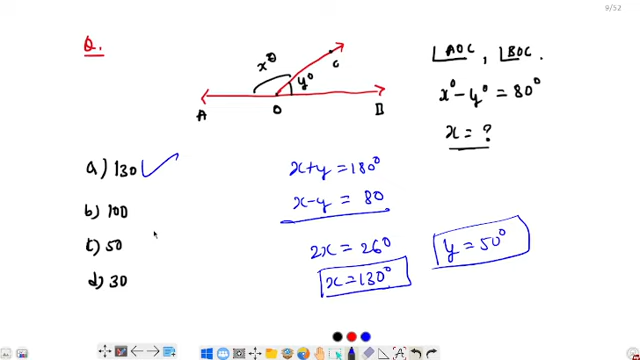 9/52
Q.
x°
y°
C
A
O
B
∠AOC, ∠BOC.
x° - y° = 80°
x = ?
a) 130 ✓
b) 100
c) 50
d) 30
x+y = 180°
x-y = 80
2x = 260
x = 130°
y = 50°